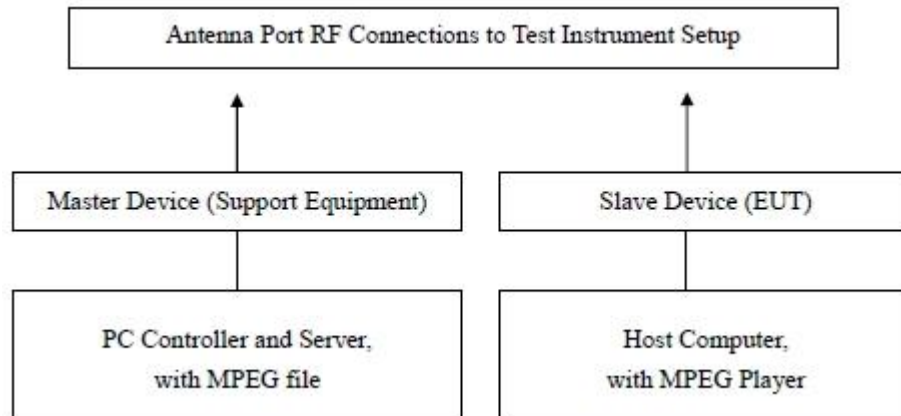 Antenna Port RF Connections to Test Instrument Setup
Master Device (Support Equipment)
Slave Device (EUT)
PC Controller and Server,
with MPEG file
Host Computer,
with MPEG Player